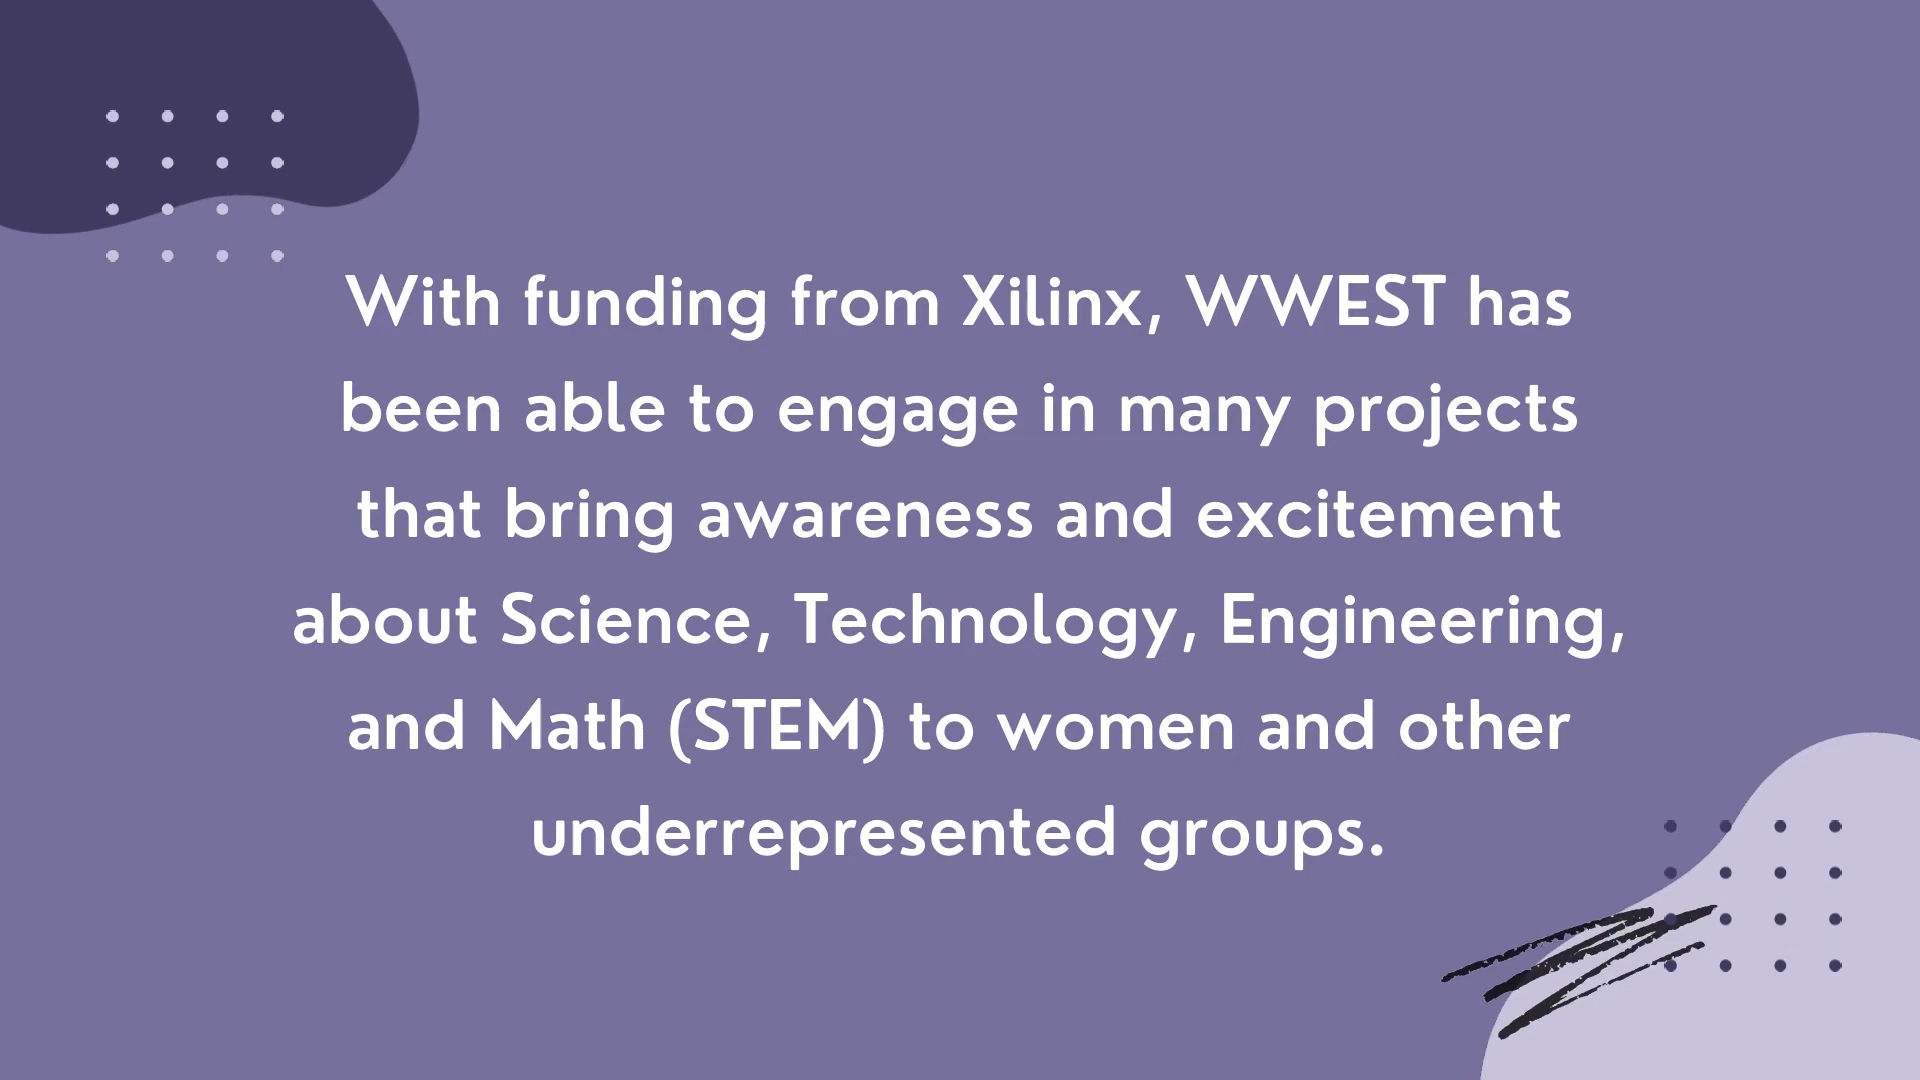 With funding from Xilinx, WWEST has
been able to engage in many projects
that bring awareness and excitement
about Science, Technology, Engineering,
and Math (STEM) to women and other
underrepresented groups.